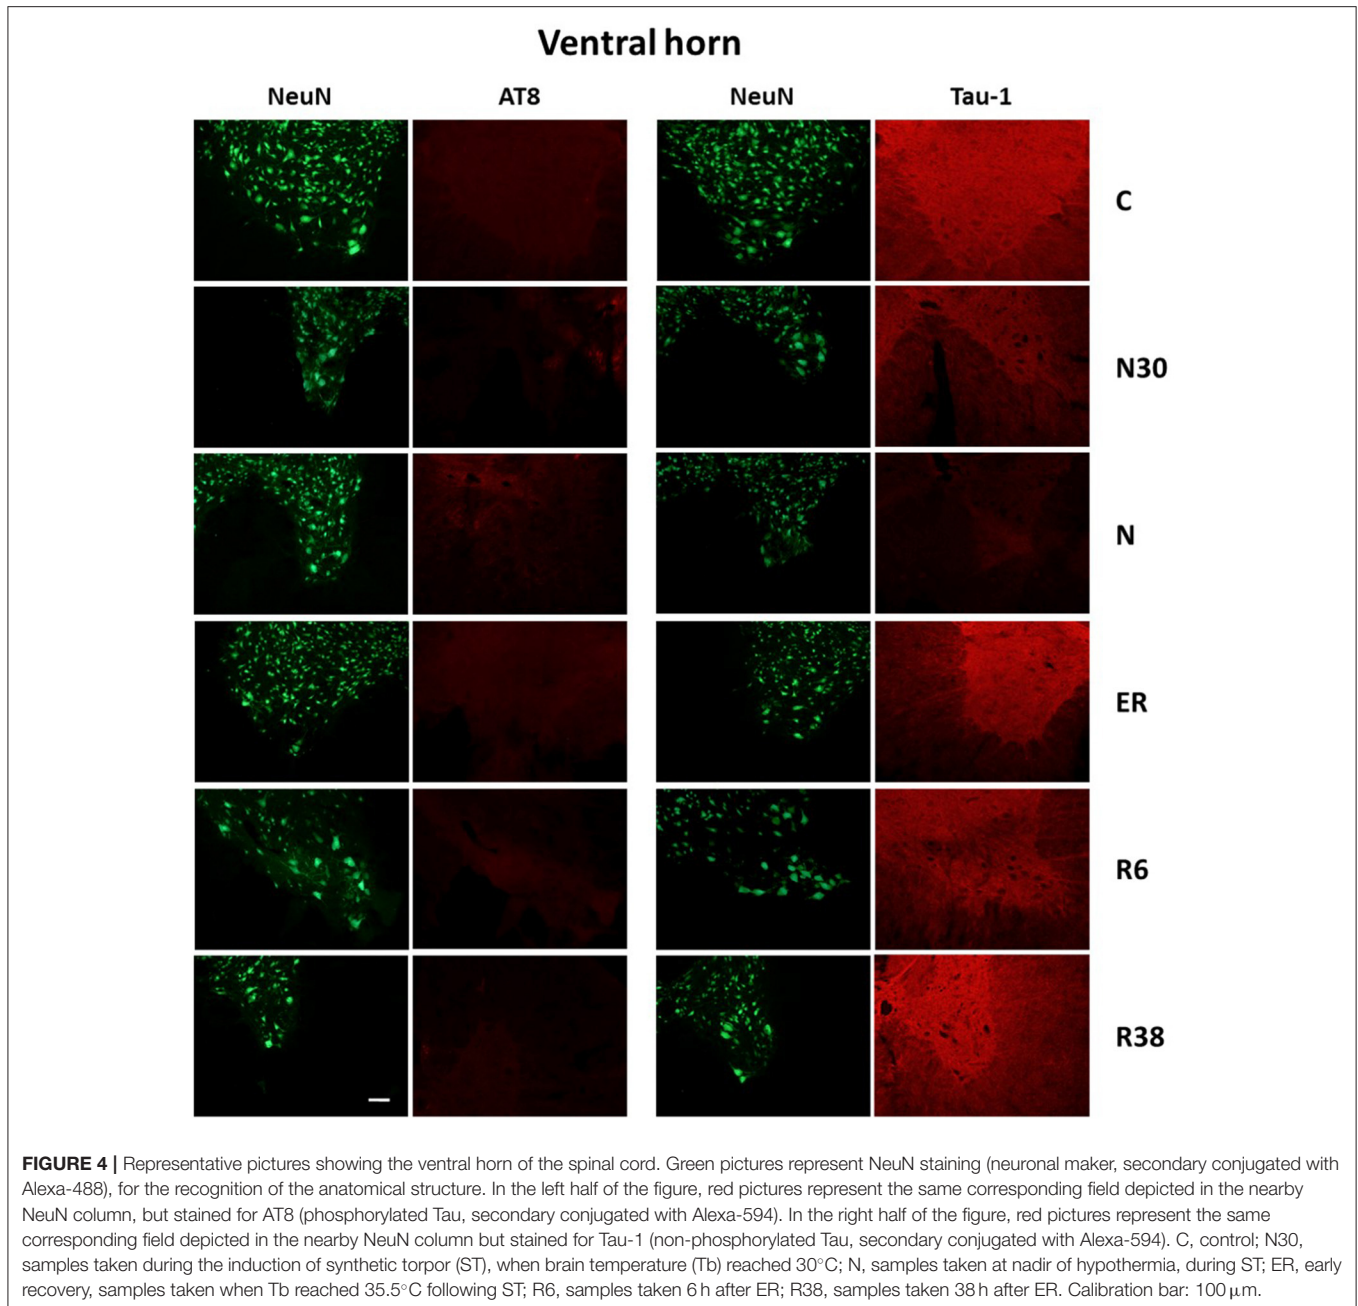 Ventral horn
NeuN AT8 NeuN Tau-1
C
N30
N
ER
R6
R38
FIGURE 4 | Representative pictures showing the ventral horn of the spinal cord. Green pictures represent NeuN staining (neuronal maker, secondary conjugated with
Alexa-488), for the recognition of the anatomical structure. In the left half of the figure, red pictures represent the same corresponding field depicted in the nearby
NeuN column, but stained for AT8 (phosphorylated Tau, secondary conjugated with Alexa-594). In the right half of the figure, red pictures represent the same
corresponding field depicted in the nearby NeuN column but stained for Tau-1 (non-phosphorylated Tau, secondary conjugated with Alexa-594). C, control; N30,
samples taken during the induction of synthetic torpor (ST), when brain temperature (Tb) reached 30°C; N, samples taken at nadir of hypothermia, during ST; ER, early
recovery, samples taken when Tb reached 35.5°C following ST; R6, samples taken 6 h after ER; R38, samples taken 38 h after ER. Calibration bar: 100 μm.